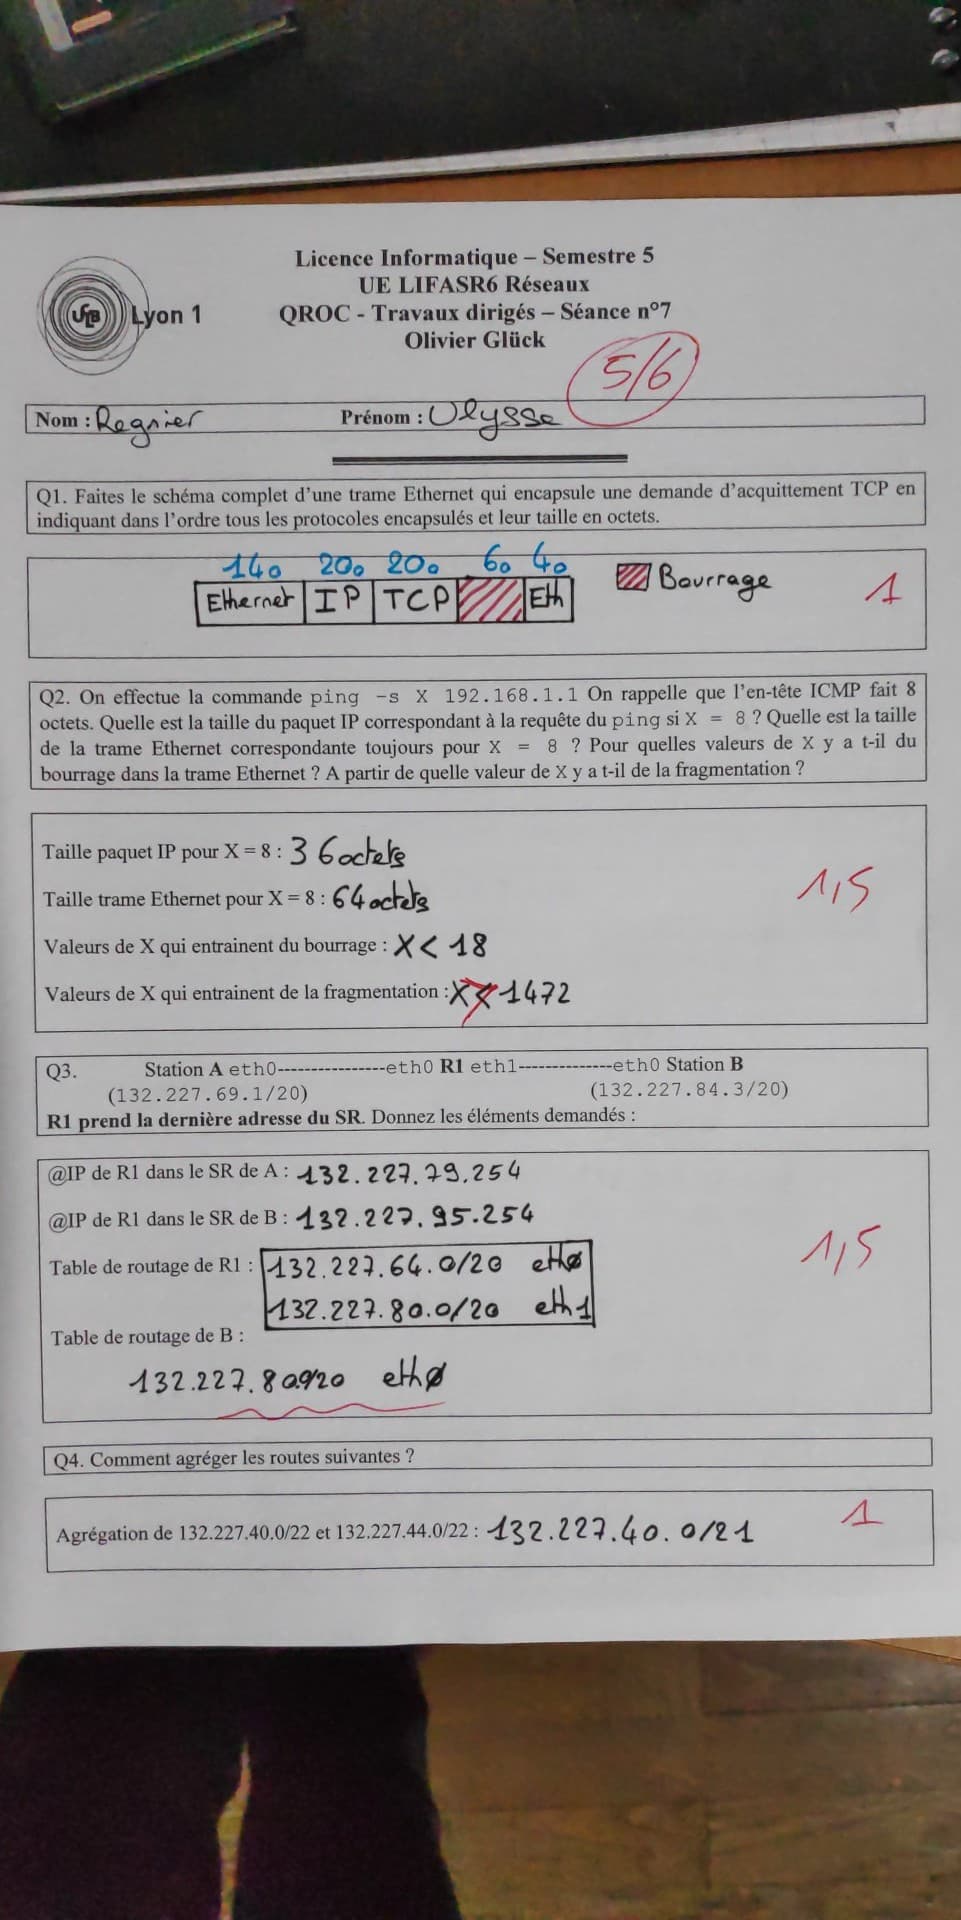 Licence Informatique – Semestre 5
UE LIFASR6 Réseaux
QROC - Travaux dirigés – Séance n°7
Olivier Glück
UCB Lyon 1
5/6
Nom : Regnier Prénom : Ulysse
Q1. Faites le schéma complet d'une trame Ethernet qui encapsule une demande d'acquittement TCP en
indiquant dans l'ordre tous les protocoles encapsulés et leur taille en octets.
14o 20o 20o 6o 4o
Ethernet IP TCP Eth Bourrage 1
Q2. On effectue la commande ping -s X 192.168.1.1 On rappelle que l'en-tête ICMP fait 8
octets. Quelle est la taille du paquet IP correspondant à la requête du ping si X = 8 ? Quelle est la taille
de la trame Ethernet correspondante toujours pour X = 8 ? Pour quelles valeurs de X y a t-il du
bourrage dans la trame Ethernet ? A partir de quelle valeur de X y a t-il de la fragmentation ?
Taille paquet IP pour X = 8 : 36octets
Taille trame Ethernet pour X = 8 : 64octets
1,5
Valeurs de X qui entrainent du bourrage : X < 18
Valeurs de X qui entrainent de la fragmentation : X < 1472
Q3. Station A eth0----------------eth0 R1 eth1--------------eth0 Station B
(132.227.69.1/20) (132.227.84.3/20)
R1 prend la dernière adresse du SR. Donnez les éléments demandés :
@IP de R1 dans le SR de A : 132.227.79.254
@IP de R1 dans le SR de B : 132.227.95.254
1,5
Table de routage de R1 : 132.227.64.0/20 eth0
132.227.80.0/20 eth1
Table de routage de B :
132.227.80.0/20 eth0
Q4. Comment agréger les routes suivantes ?
Agrégation de 132.227.40.0/22 et 132.227.44.0/22 : 132.227.40.0/21 1